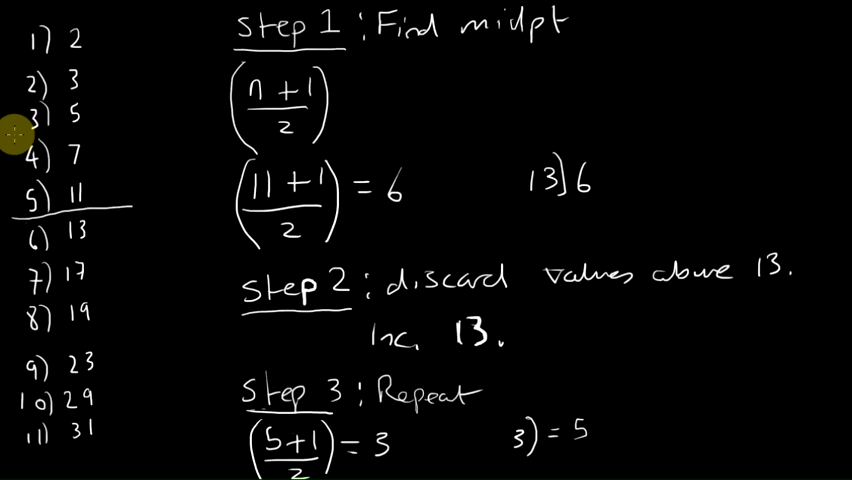 1) 2
2) 3
3) 5
4) 7
5) 11
6) 13
7) 17
8) 19
9) 23
10) 29
11) 31
Step 1 : Find midpt
(n + 1 / 2)
(11 + 1 / 2) = 6
13) 6
Step 2 : discard values above 13.
Inc. 13.
Step 3 : Repeat
(5+1 / 2) = 3
3) = 5